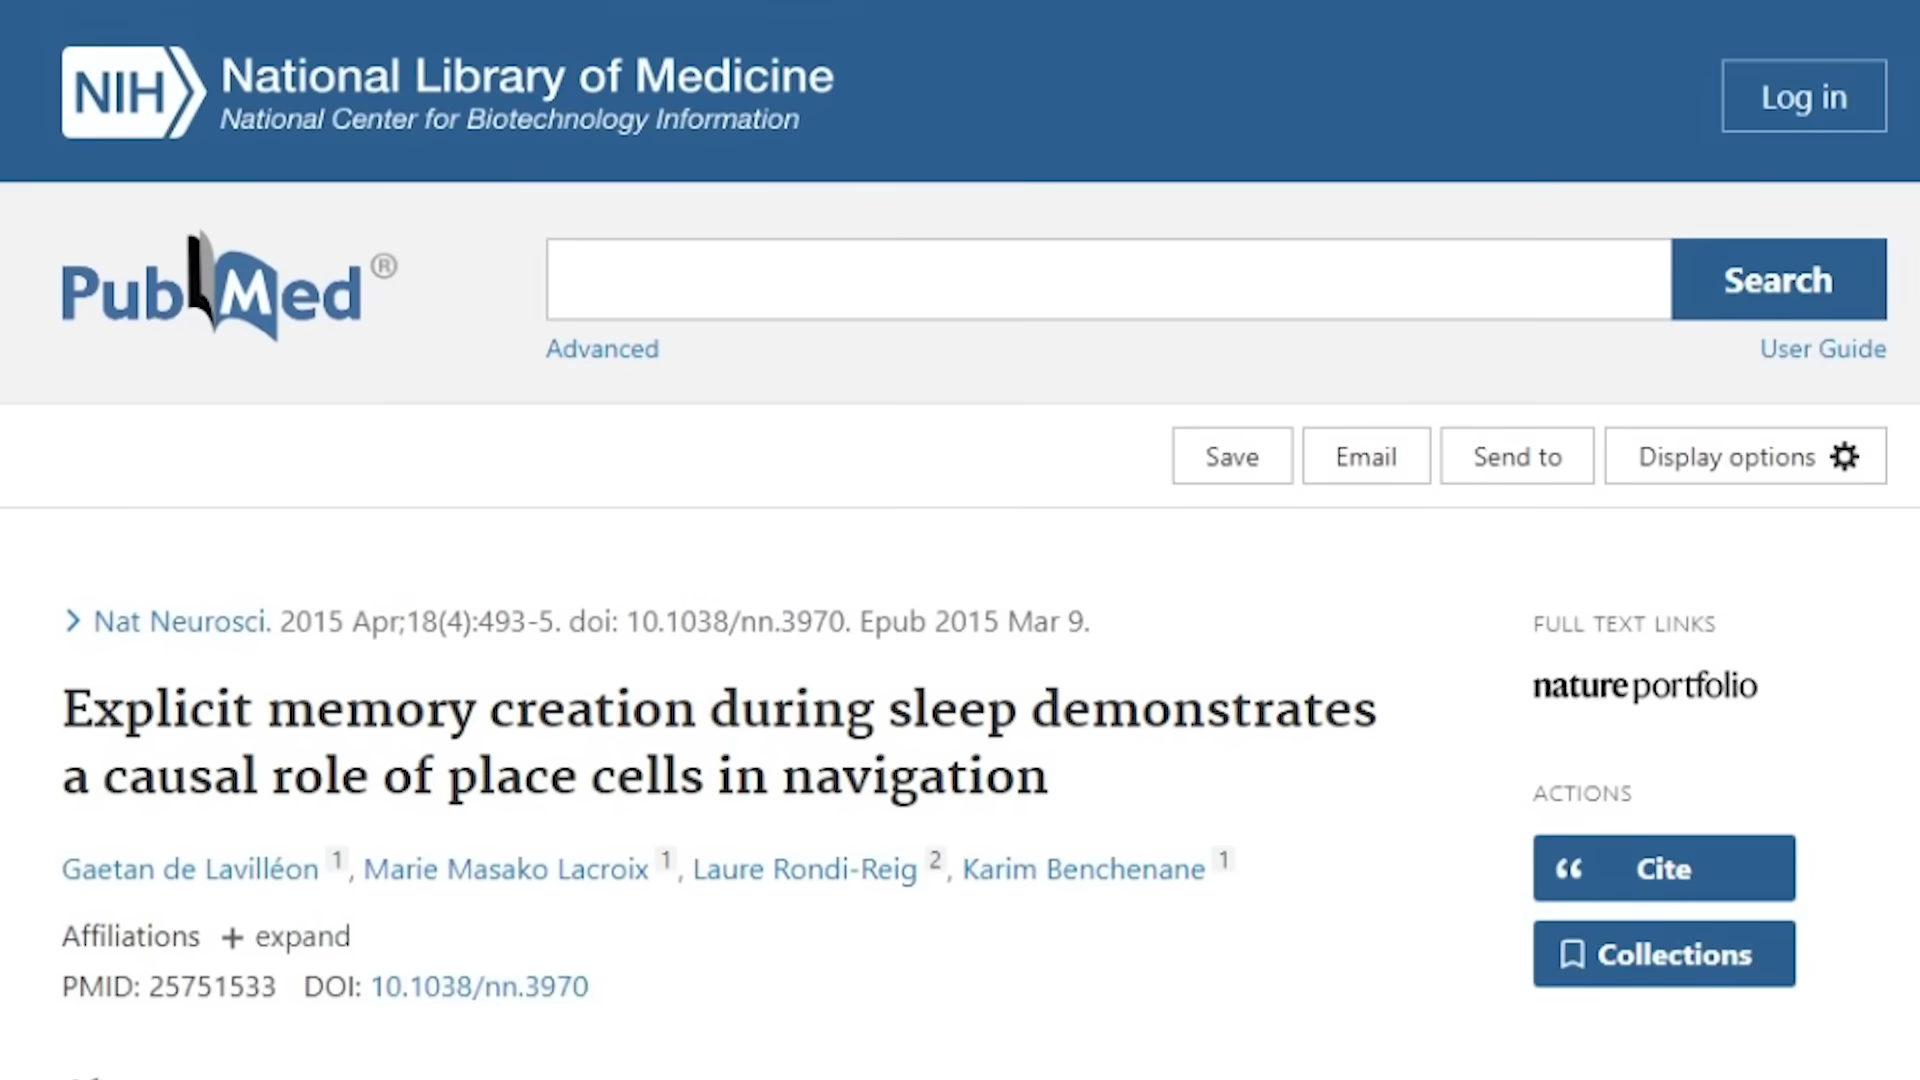 NIH National Library of Medicine
National Center for Biotechnology Information
Log in
PubMed®
Search
Advanced
User Guide
Save
Email
Send to
Display options
Nat Neurosci. 2015 Apr;18(4):493-5. doi: 10.1038/nn.3970. Epub 2015 Mar 9.
Explicit memory creation during sleep demonstrates
a causal role of place cells in navigation
Gaetan de Lavilléon 1, Marie Masako Lacroix 1, Laure Rondi-Reig 2, Karim Benchenane 1
Affiliations + expand
PMID: 25751533 DOI: 10.1038/nn.3970
FULL TEXT LINKS
nature portfolio
ACTIONS
Cite
Collections